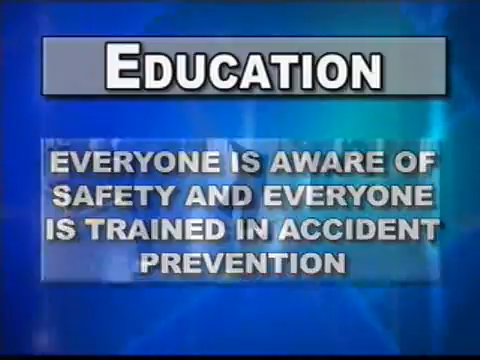 EDUCATION
EVERYONE IS AWARE OF
SAFETY AND EVERYONE
IS TRAINED IN ACCIDENT
PREVENTION